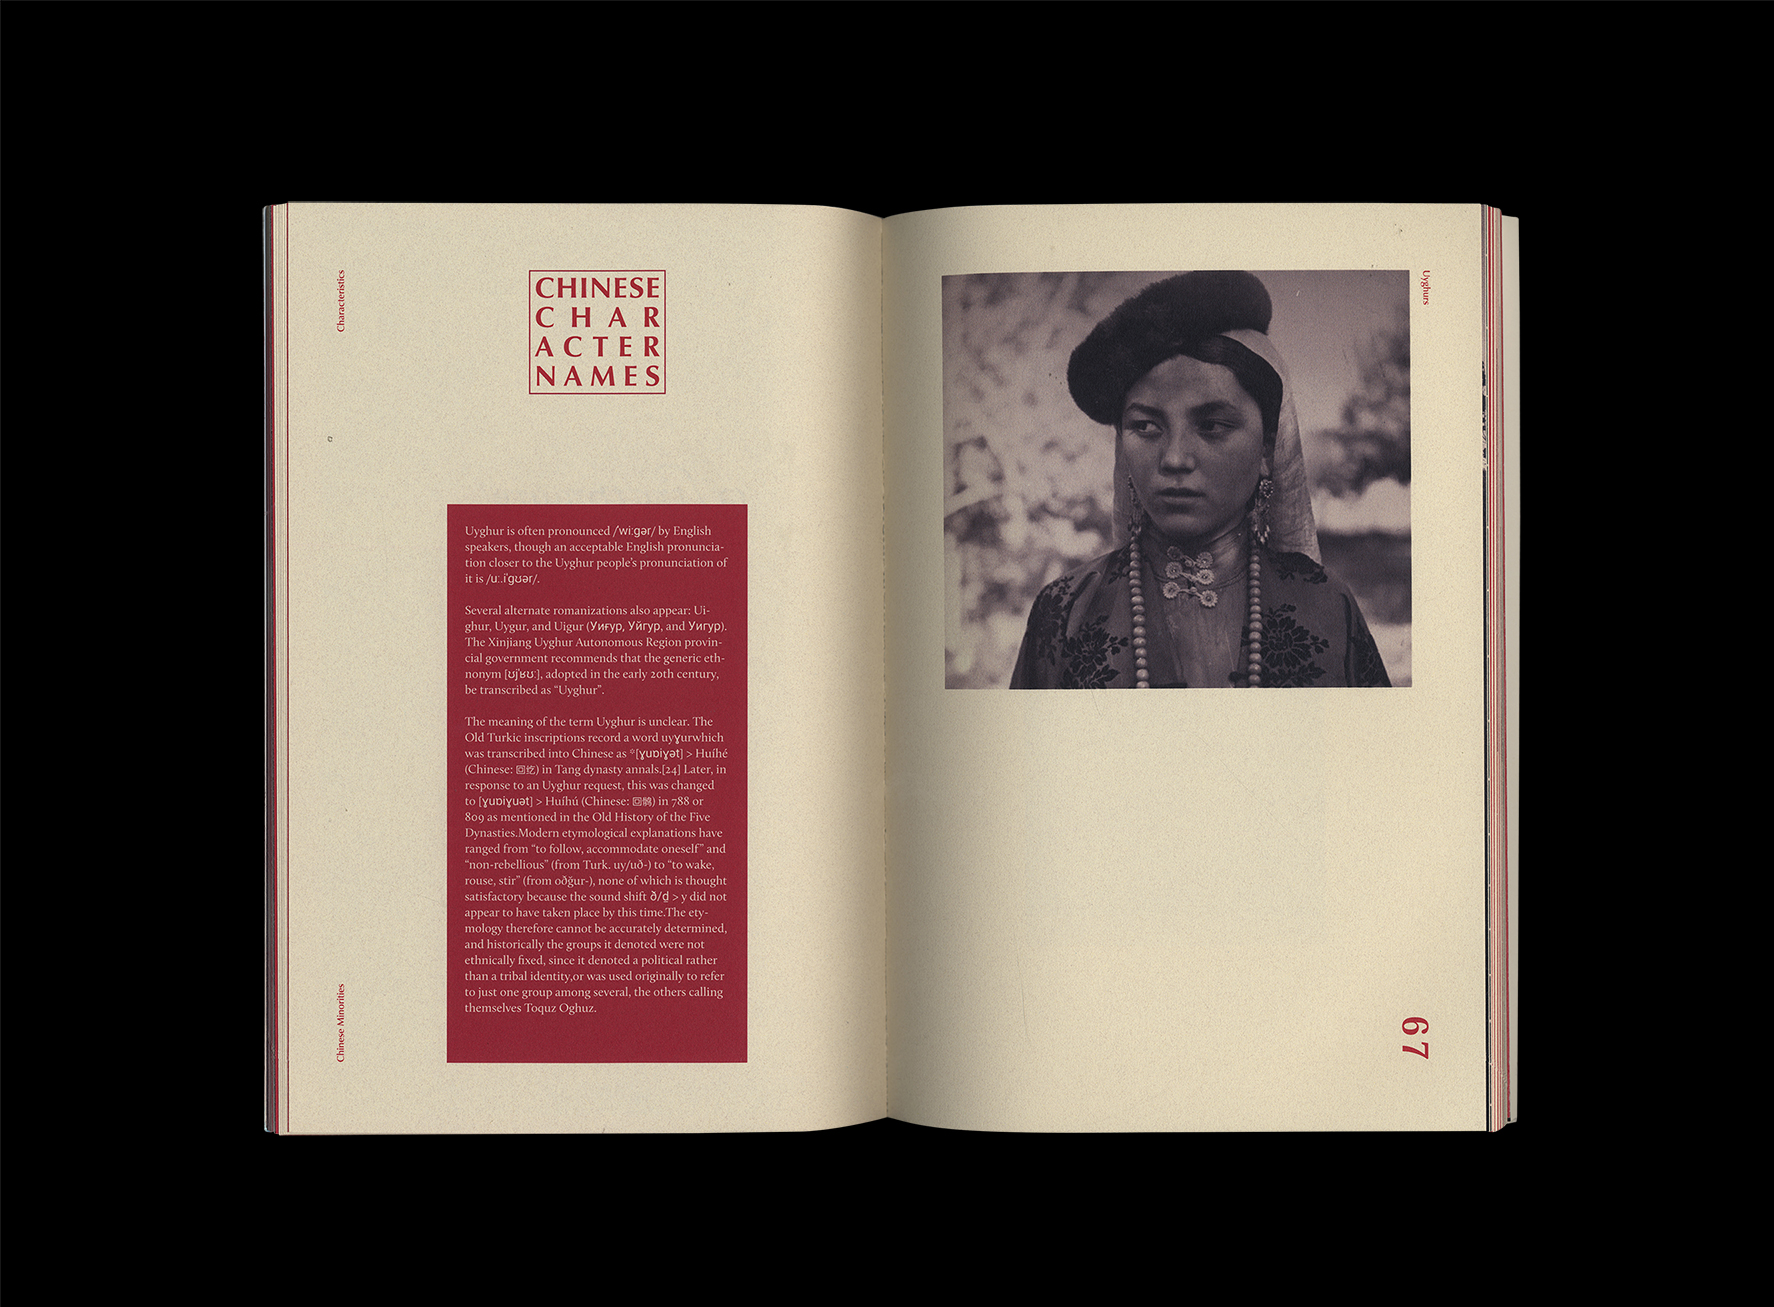 Characteristics
CHINESE
CHAR
ACTER
NAMES
Uyghur is often pronounced /ˈwiːɡər/ by English
speakers, though an acceptable English pronuncia-
tion closer to the Uyghur people's pronunciation of
it is /uː.iˈɡʊər/.
Several alternate romanizations also appear: Ui-
ghur, Uygur, and Uigur (Уиғур, Уйгур, and Уигур).
The Xinjiang Uyghur Autonomous Region provin-
cial government recommends that the generic eth-
nonym [ʊjˈʁʊː], adopted in the early 20th century,
be transcribed as “Uyghur”.
The meaning of the term Uyghur is unclear. The
Old Turkic inscriptions record a word uyɣurwhich
was transcribed into Chinese as *[ɣuɒiɣət] > Huíhé
(Chinese: 回纥) in Tang dynasty annals.[24] Later, in
response to an Uyghur request, this was changed
to [ɣuɒiɣuət] > Huíhú (Chinese: 回鹘) in 788 or
809 as mentioned in the Old History of the Five
Dynasties.Modern etymological explanations have
ranged from “to follow, accommodate oneself” and
“non-rebellious” (from Turk. uy/uð-) to “to wake,
rouse, stir” (from oðğur-), none of which is thought
satisfactory because the sound shift ð/ḏ > y did not
appear to have taken place by this time.The ety-
mology therefore cannot be accurately determined,
and historically the groups it denoted were not
ethnically fixed, since it denoted a political rather
than a tribal identity,or was used originally to refer
to just one group among several, the others calling
themselves Toquz Oghuz.
Chinese Minorities
Uyghurs
67